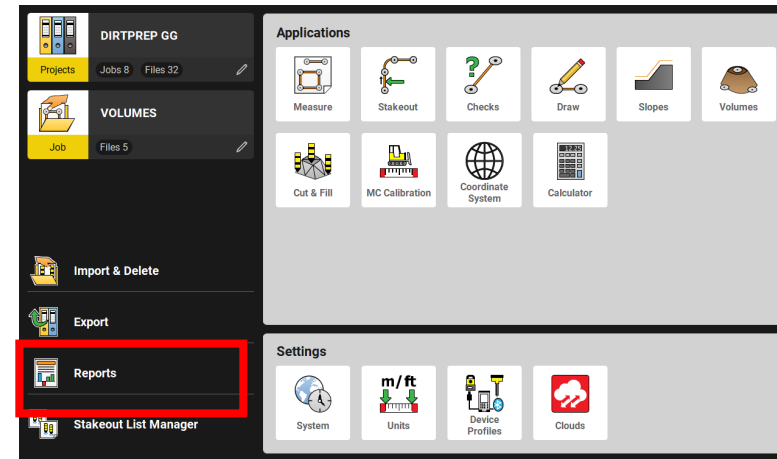 DIRTPREP GG
Projects
Jobs 8 Files 32
VOLUMES
Job
Files 5
Import & Delete
Export
Reports
Stakeout List Manager
Applications
Measure
Stakeout
Checks
Draw
Slopes
Volumes
Cut & Fill
MC Calibration
Coordinate
System
12:25
Calculator
Settings
System
m/ft
Units
Device
Profiles
Clouds